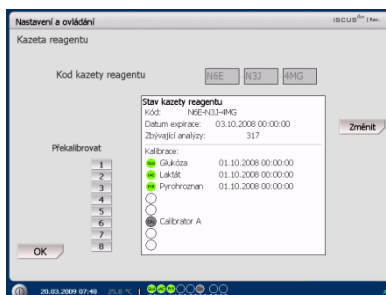 Nastavení a ovládání
ISCUS
Kazeta reagentu
Kod kazety reagentu N6E N3J 4MG
Stav kazety reagentu
Kód: N6E-N3J-4MG
Datum expirace: 03.10.2008 00:00:00
Zbývající analýzy: 317
Změnit
Kalibrace:
Glukóza 01.10.2008 00:00:00
Laktát 01.10.2008 00:00:00
Pyrohroznan 01.10.2008 00:00:00
Calibrator A
Překalibrovat
1
2
3
4
5
6
7
8
OK
20.03.2009 07:48 25,8 °C